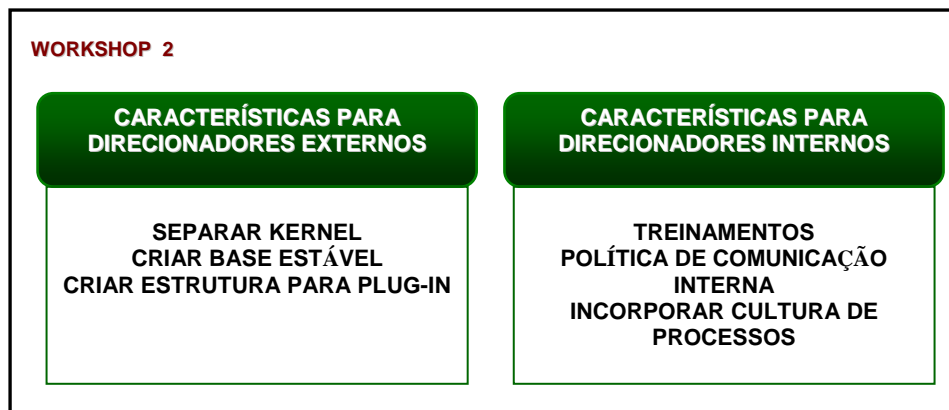 WORKSHOP 2
CARACTERÍSTICAS PARA
DIRECIONADORES EXTERNOS
SEPARAR KERNEL
CRIAR BASE ESTÁVEL
CRIAR ESTRUTURA PARA PLUG-IN
CARACTERÍSTICAS PARA
DIRECIONADORES INTERNOS
TREINAMENTOS
POLÍTICA DE COMUNICAÇÃO
INTERNA
INCORPORAR CULTURA DE
PROCESSOS